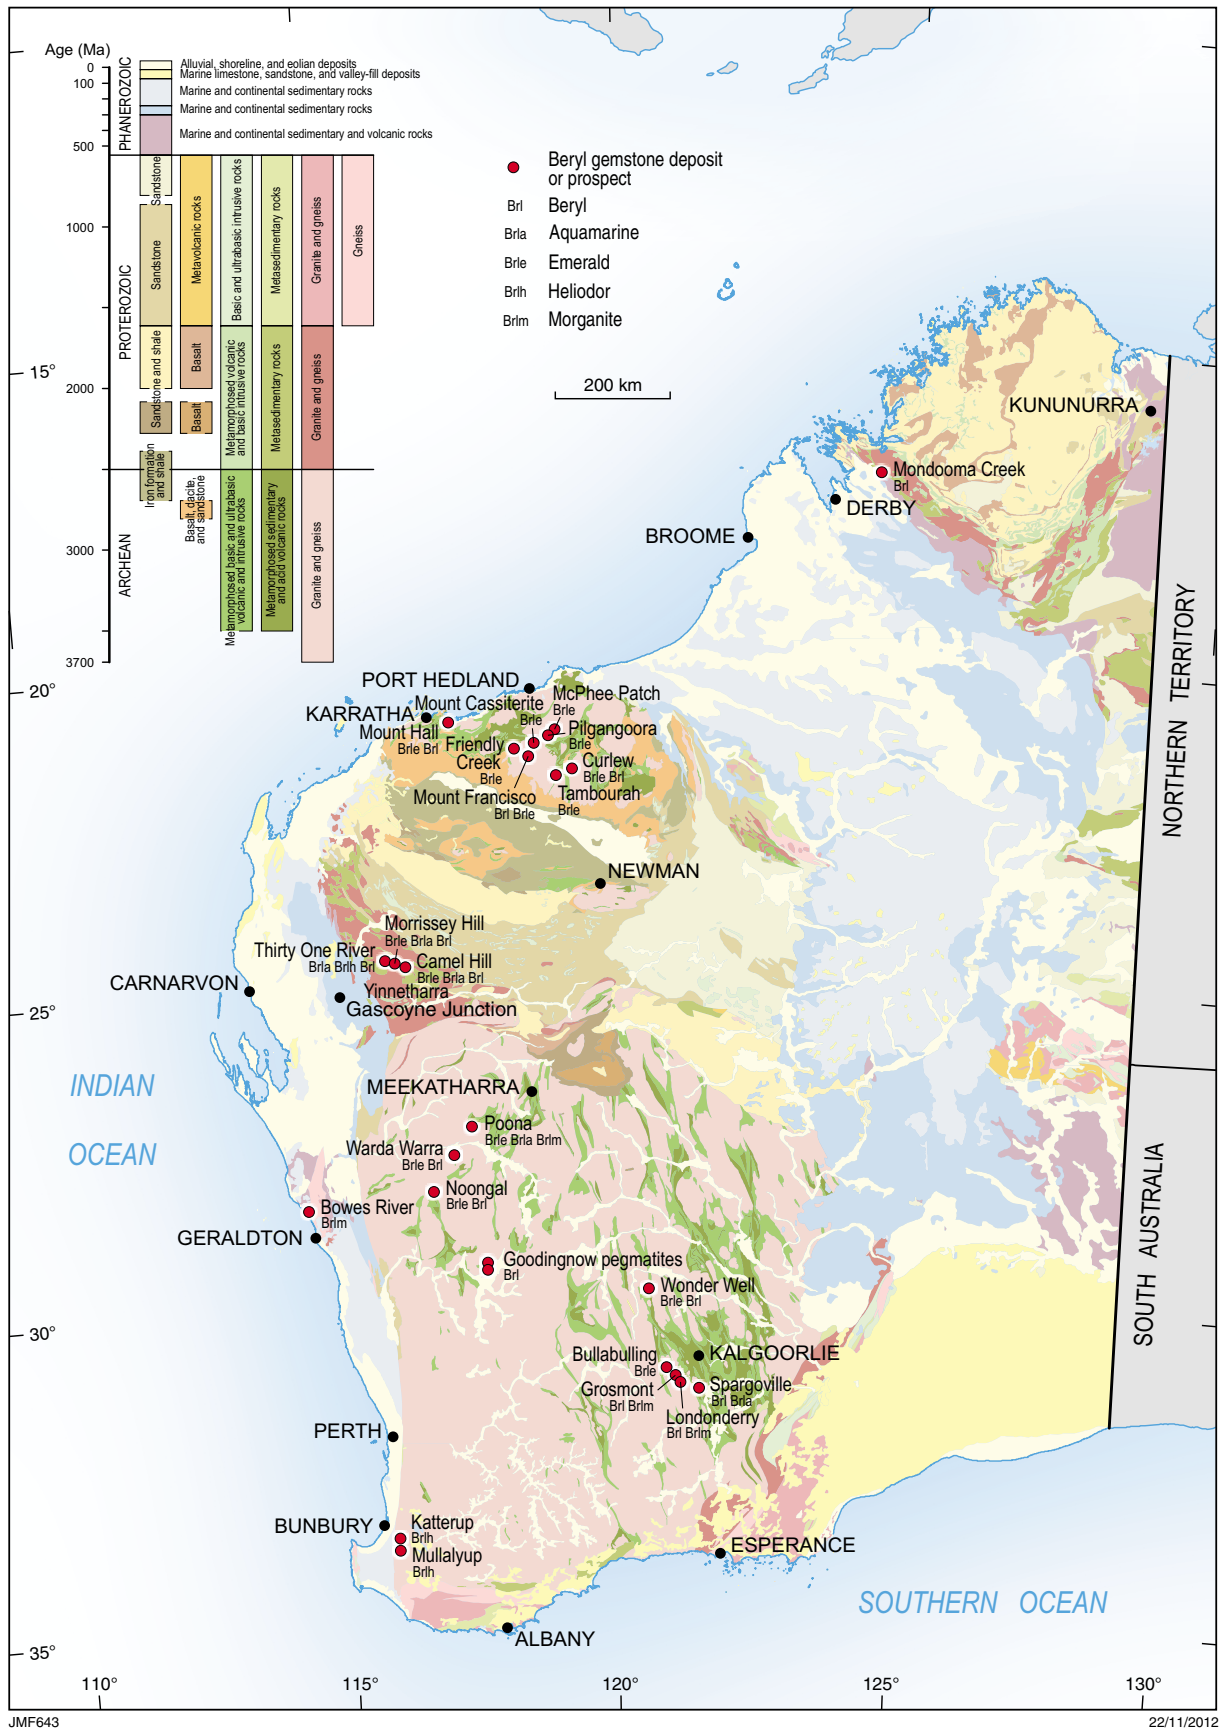 Age (Ma)
0
100
500
1000
2000
3000
3700
PHANEROZOIC
PROTEROZOIC
ARCHEAN
Alluvial, shoreline, and eolian deposits
Marine limestone, sandstone, and valley-fill deposits
Marine and continental sedimentary rocks
Marine and continental sedimentary rocks
Marine and continental sedimentary and volcanic rocks
Sandstone
Sandstone
Metavolcanic rocks
Basic and ultrabasic intrusive rocks
Metasedimentary rocks
Granite and gneiss
Gneiss
Sandstone and shale
Basalt
Basalt
Metamorphosed volcanic
and basic intrusive rocks
Metasedimentary rocks
Granite and gneiss
Iron formation
and shale
Basalt, dacite,
and sandstone
Metamorphosed basic and ultrabasic
volcanic and intrusive rocks
Metamorphosed sedimentary
and acid volcanic rocks
Granite and gneiss
Beryl gemstone deposit
or prospect
Brl Beryl
Brla Aquamarine
Brle Emerald
Brlh Heliodor
Brlm Morganite
200 km
15°
20°
25°
30°
35°
KUNUNURRA
Mondooma Creek
Brl
DERBY
BROOME
NORTHERN TERRITORY
PORT HEDLAND
McPhee Patch
Brle
Mount Cassiterite
Brle
KARRATHA
Mount Hall
Brle Brl
Pilgangoora
Brle
Friendly
Creek
Brle
Curlew
Brle Brl
Mount Francisco
Brl Brle
Tambourah
Brle
NEWMAN
Morrissey Hill
Brle Brla Brl
Thirty One River
Brla Brlh Brl
Camel Hill
Brle Brla Brl
CARNARVON
Yinnetharra
Gascoyne Junction
INDIAN
OCEAN
MEEKATHARRA
Poona
Brle Brla Brlm
Warda Warra
Brle Brl
Noongal
Brle Brl
Bowes River
Brlm
GERALDTON
SOUTH AUSTRALIA
Goodingnow pegmatites
Brl
Wonder Well
Brle Brl
Bullabulling
Brle
KALGOORLIE
Grosmont
Brl Brlm
Spargoville
Brl Brla
Londonderry
Brl Brlm
PERTH
BUNBURY
Katterup
Brlh
Mullalyup
Brlh
ESPERANCE
SOUTHERN OCEAN
ALBANY
110°
115°
120°
125°
130°
JMF643
22/11/2012